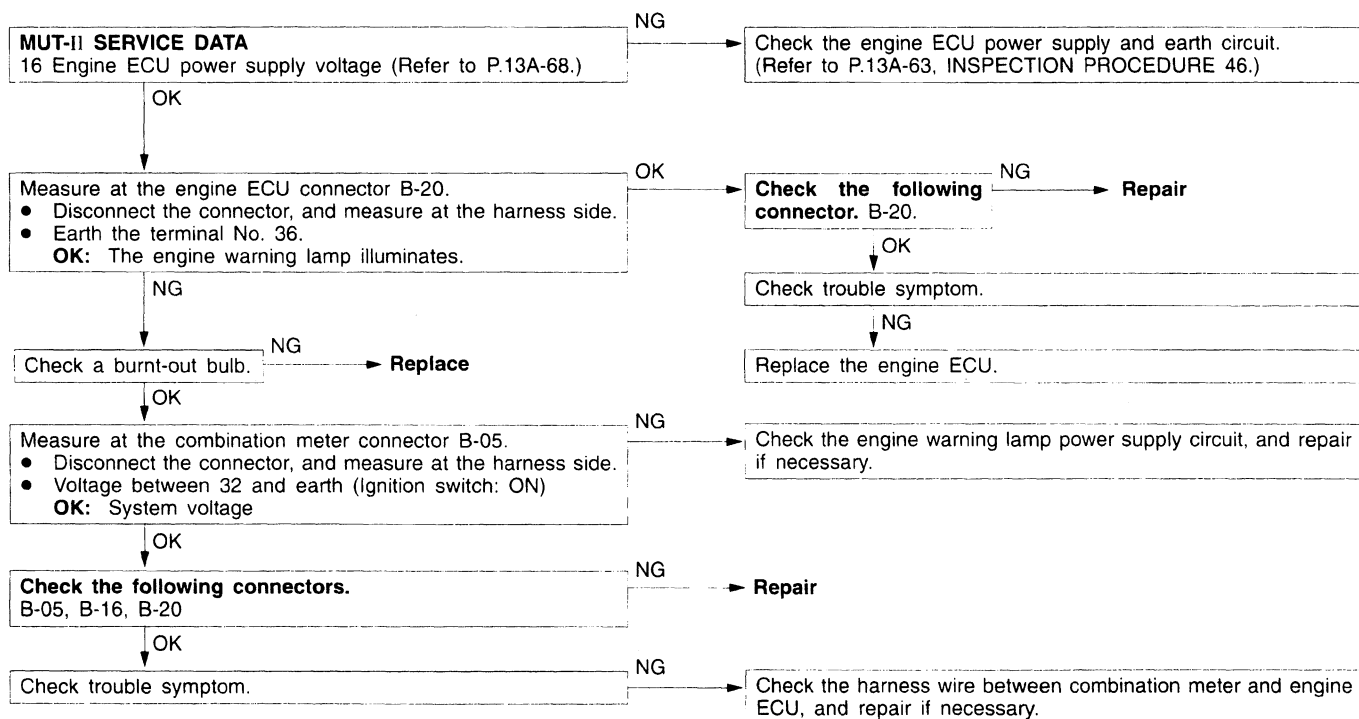 MUT-II SERVICE DATA
16 Engine ECU power supply voltage (Refer to P.13A-68.)
NG
Check the engine ECU power supply and earth circuit.
(Refer to P.13A-63, INSPECTION PROCEDURE 46.)
OK
Measure at the engine ECU connector B-20.
● Disconnect the connector, and measure at the harness side.
● Earth the terminal No. 36.
OK: The engine warning lamp illuminates.
OK
Check the following
connector. B-20.
NG
Repair
OK
Check trouble symptom.
NG
Replace the engine ECU.
NG
Check a burnt-out bulb.
NG
Replace
OK
Measure at the combination meter connector B-05.
● Disconnect the connector, and measure at the harness side.
● Voltage between 32 and earth (Ignition switch: ON)
OK: System voltage
NG
Check the engine warning lamp power supply circuit, and repair
if necessary.
OK
Check the following connectors.
B-05, B-16, B-20
NG
Repair
OK
Check trouble symptom.
NG
Check the harness wire between combination meter and engine
ECU, and repair if necessary.